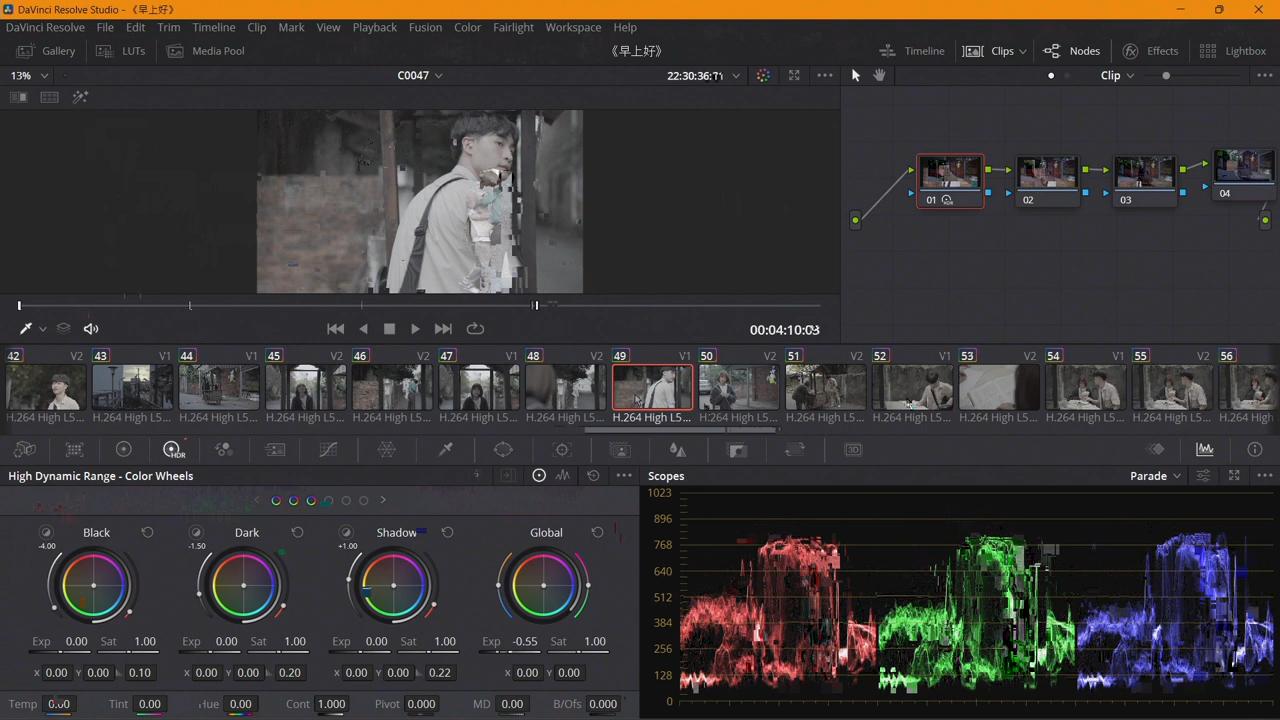 DaVinci Resolve Studio - 《早上好》
DaVinci Resolve File Edit Trim Timeline Clip Mark View Playback Fusion Color Fairlight Workspace Help
Gallery LUTs Media Pool 《早上好》 Timeline Clips Nodes Effects Lightbox
13% C0047 Clip
01 HDR 02 03 04
42 V2 43 V1 44 V1 45 V2 46 V2 47 V1 48 V2 49 V1 50 V2 51 V2 52 V1 53 V2 54 V1 55 V2 56
H.264 High L5... H.264 High L5... H.264 High L5... H.264 High L5... H.264 High L5... H.264 High L5... H.264 High L5... H.264 High L5... H.264 High L5... H.264 High L5... H.264 High L5... H.264 High L5... H.264 High L5... H.264 High L5...
HDR 3D
High Dynamic Range - Color Wheels
Black Dark Shadow Global
-4.00 -1.50 +1.00
Exp 0.00 Sat 1.00 Exp 0.00 Sat 1.00 Exp 0.00 Sat 1.00 Exp -0.55 Sat 1.00
X 0.00 Y 0.00 0.10 X 0.00 Y 0.00 0.20 X 0.00 Y 0.00 0.22 X 0.00 Y 0.00
Temp 0.00 Tint 0.00 Hue 0.00 Cont 1.000 Pivot 0.000 MD 0.00 B/Ofs 0.000
Scopes Parade
1023
896
768
640
512
384
256
128
0